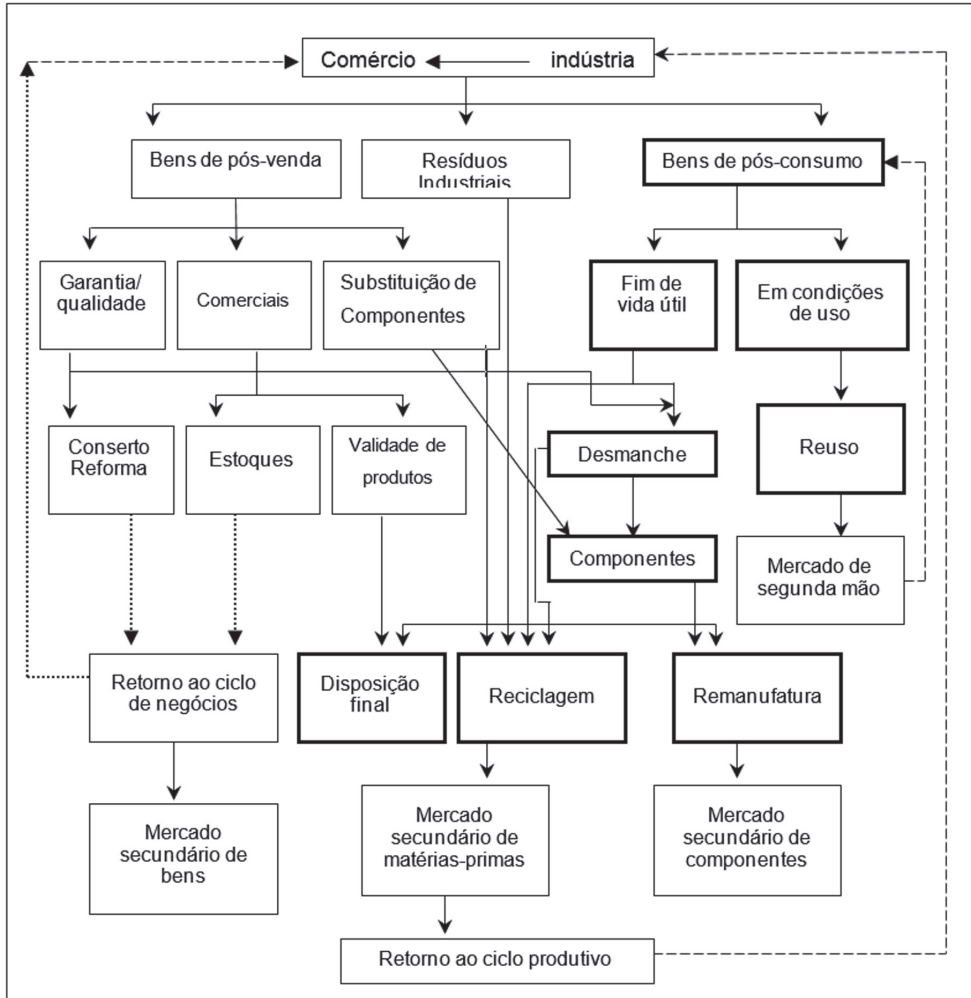 Comércio indústria
Bens de pós-venda
Resíduos
Industriais
Bens de pós-consumo
Garantia/
qualidade
Comerciais
Substituição de
Componentes
Fim de
vida útil
Em condições
de uso
Conserto
Reforma
Estoques
Validade de
produtos
Desmanche
Reuso
Componentes
Mercado de
segunda mão
Retorno ao ciclo
de negócios
Disposição
final
Reciclagem
Remanufatura
Mercado
secundário de
bens
Mercado
secundário de
matérias-primas
Mercado
secundário de
componentes
Retorno ao ciclo produtivo